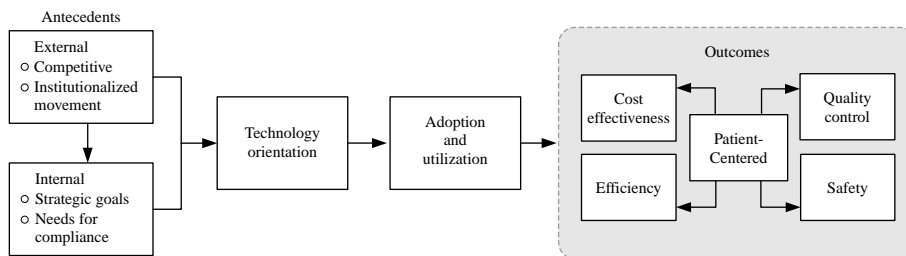 Antecedents
External
Competitive
Institutionalized
movement
Internal
Strategic goals
Needs for
compliance
Technology
orientation
Adoption
and
utilization
Outcomes
Cost
effectiveness
Quality
control
Patient-
Centered
Efficiency
Safety